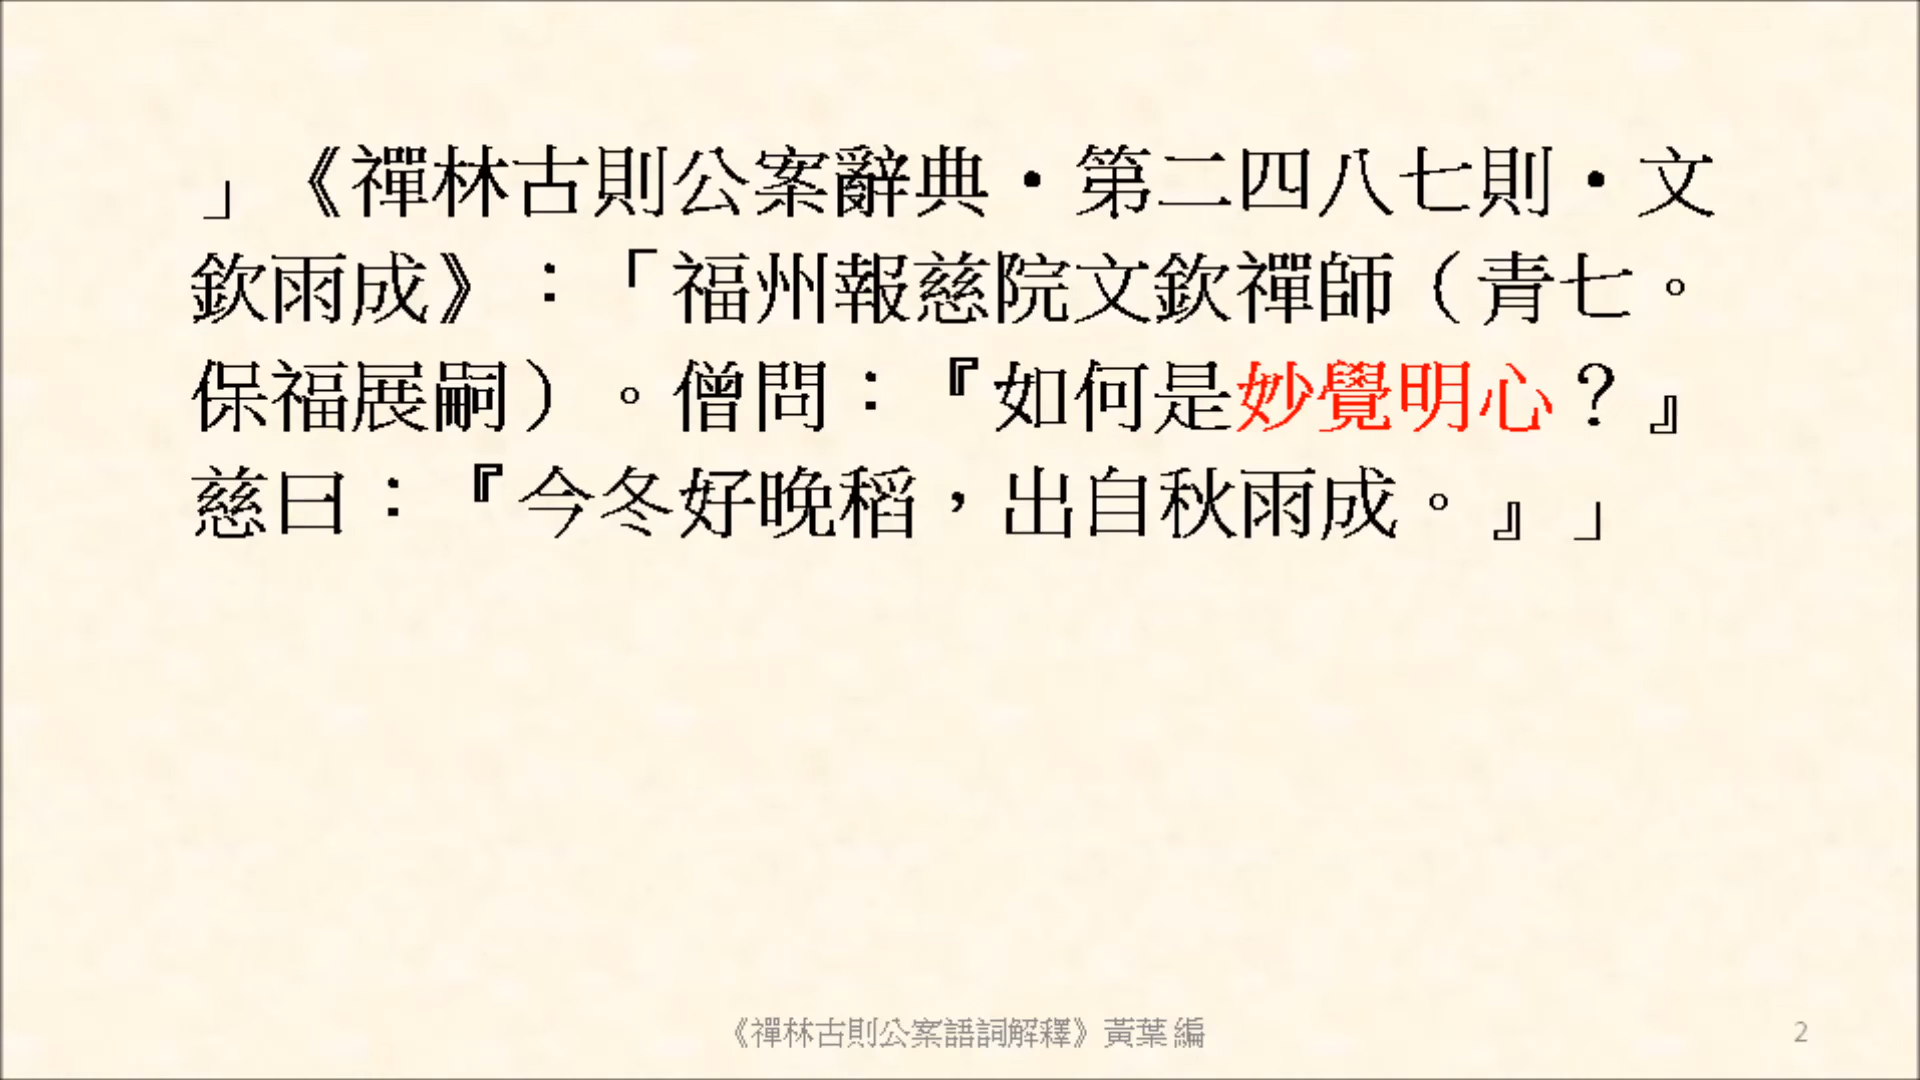 」《禪林古則公案辭典‧第二四八七則‧文
欽雨成》：「福州報慈院文欽禪師（青七。
保福展嗣）。僧問：『如何是妙覺明心？』
慈曰：『今冬好晚稻，出自秋雨成。』」
《禪林古則公案語詞解釋》黃葉 編
2